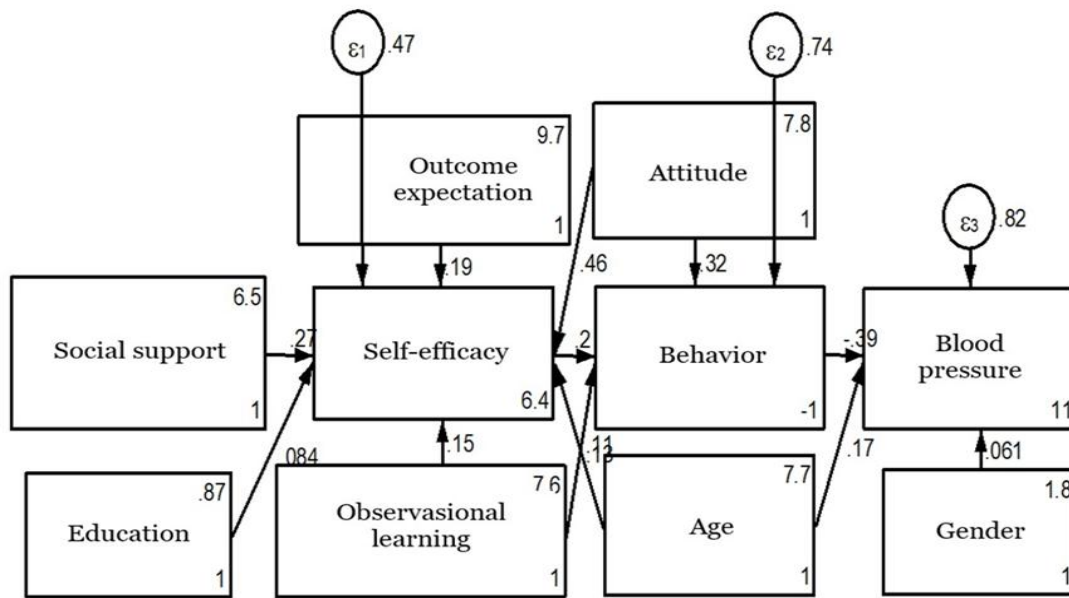 ε1 .47
ε2 .74
9.7
Outcome
expectation
1
7.8
Attitude
1
ε3 .82
.19
.46
.32
6.5
Social support
1
.27
Self-efficacy
6.4
.2
Behavior
-1
-.39
Blood
pressure
11
.084
.15
.11
.13
.17
.061
.87
Education
1
7.6
Observasional
learning
1
7.7
Age
1
1.8
Gender
1